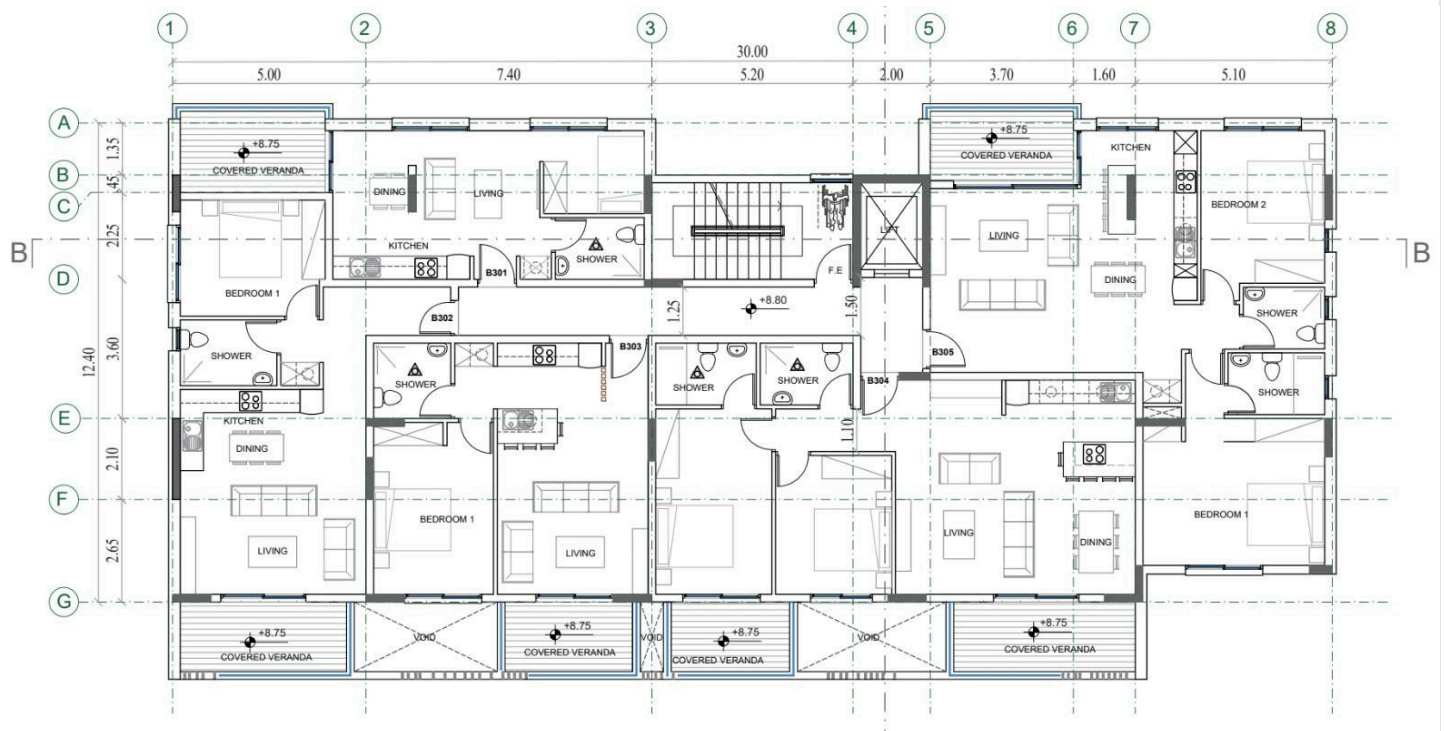 1 2 3 4 5 6 7 8
30.00
5.00 7.40 5.20 2.00 3.70 1.60 5.10
A
B
C
D
E
F
G
12.40
1.35
.45
2.25
3.60
2.10
2.65
B
B
+8.75
COVERED VERANDA
DINING
LIVING
KITCHEN
SHOWER
B301
BEDROOM 1
B302
SHOWER
KITCHEN
DINING
LIVING
+8.75
COVERED VERANDA
LIFT
F.E
+8.80
1.25
1.50
B303
SHOWER
BEDROOM 1
LIVING
VOID
+8.75
COVERED VERANDA
VOID
SHOWER
SHOWER
B304
1.10
LIVING
DINING
+8.75
COVERED VERANDA
VOID
+8.75
COVERED VERANDA
+8.75
COVERED VERANDA
KITCHEN
BEDROOM 2
LIVING
DINING
SHOWER
B305
SHOWER
BEDROOM 1